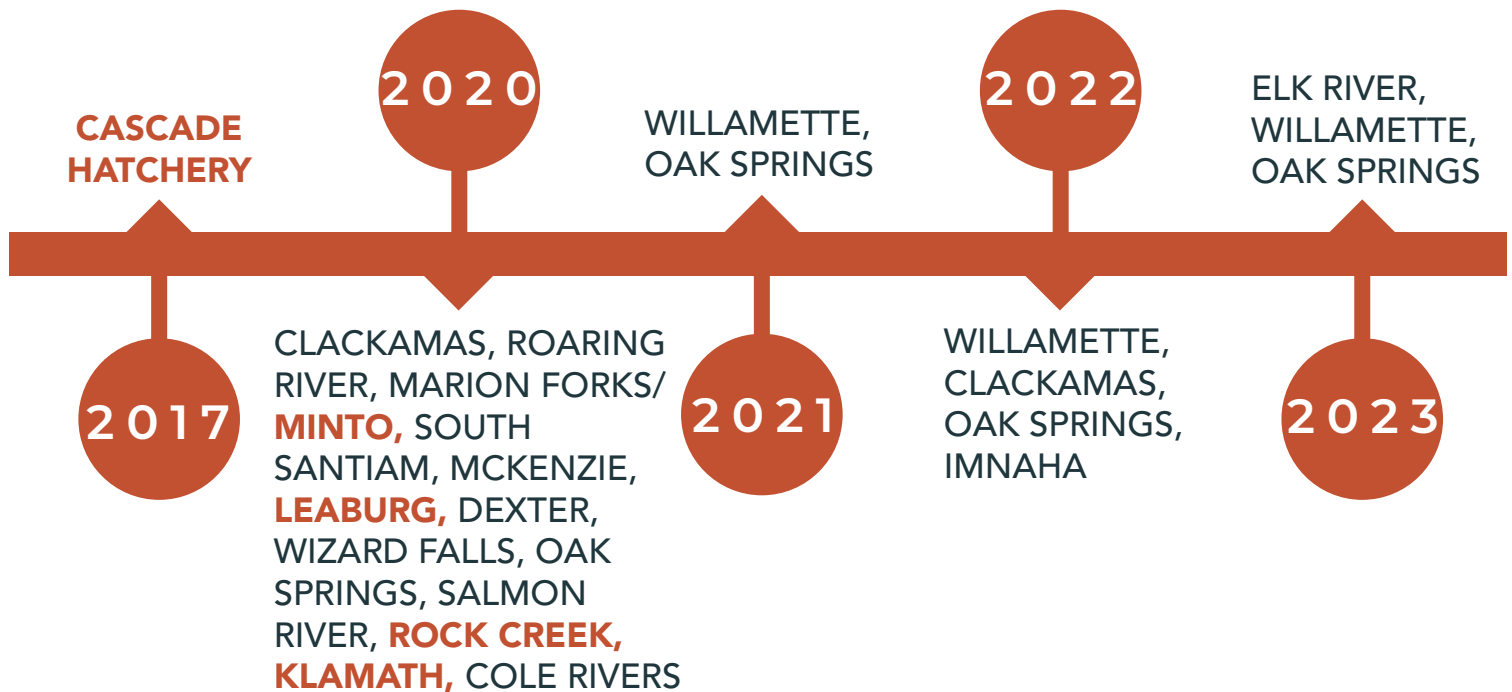 CASCADE
HATCHERY
2017
2020
CLACKAMAS, ROARING
RIVER, MARION FORKS/
MINTO, SOUTH
SANTIAM, MCKENZIE,
LEABURG, DEXTER,
WIZARD FALLS, OAK
SPRINGS, SALMON
RIVER, ROCK CREEK,
KLAMATH, COLE RIVERS
WILLAMETTE,
OAK SPRINGS
2021
2022
WILLAMETTE,
CLACKAMAS,
OAK SPRINGS,
IMNAHA
ELK RIVER,
WILLAMETTE,
OAK SPRINGS
2023